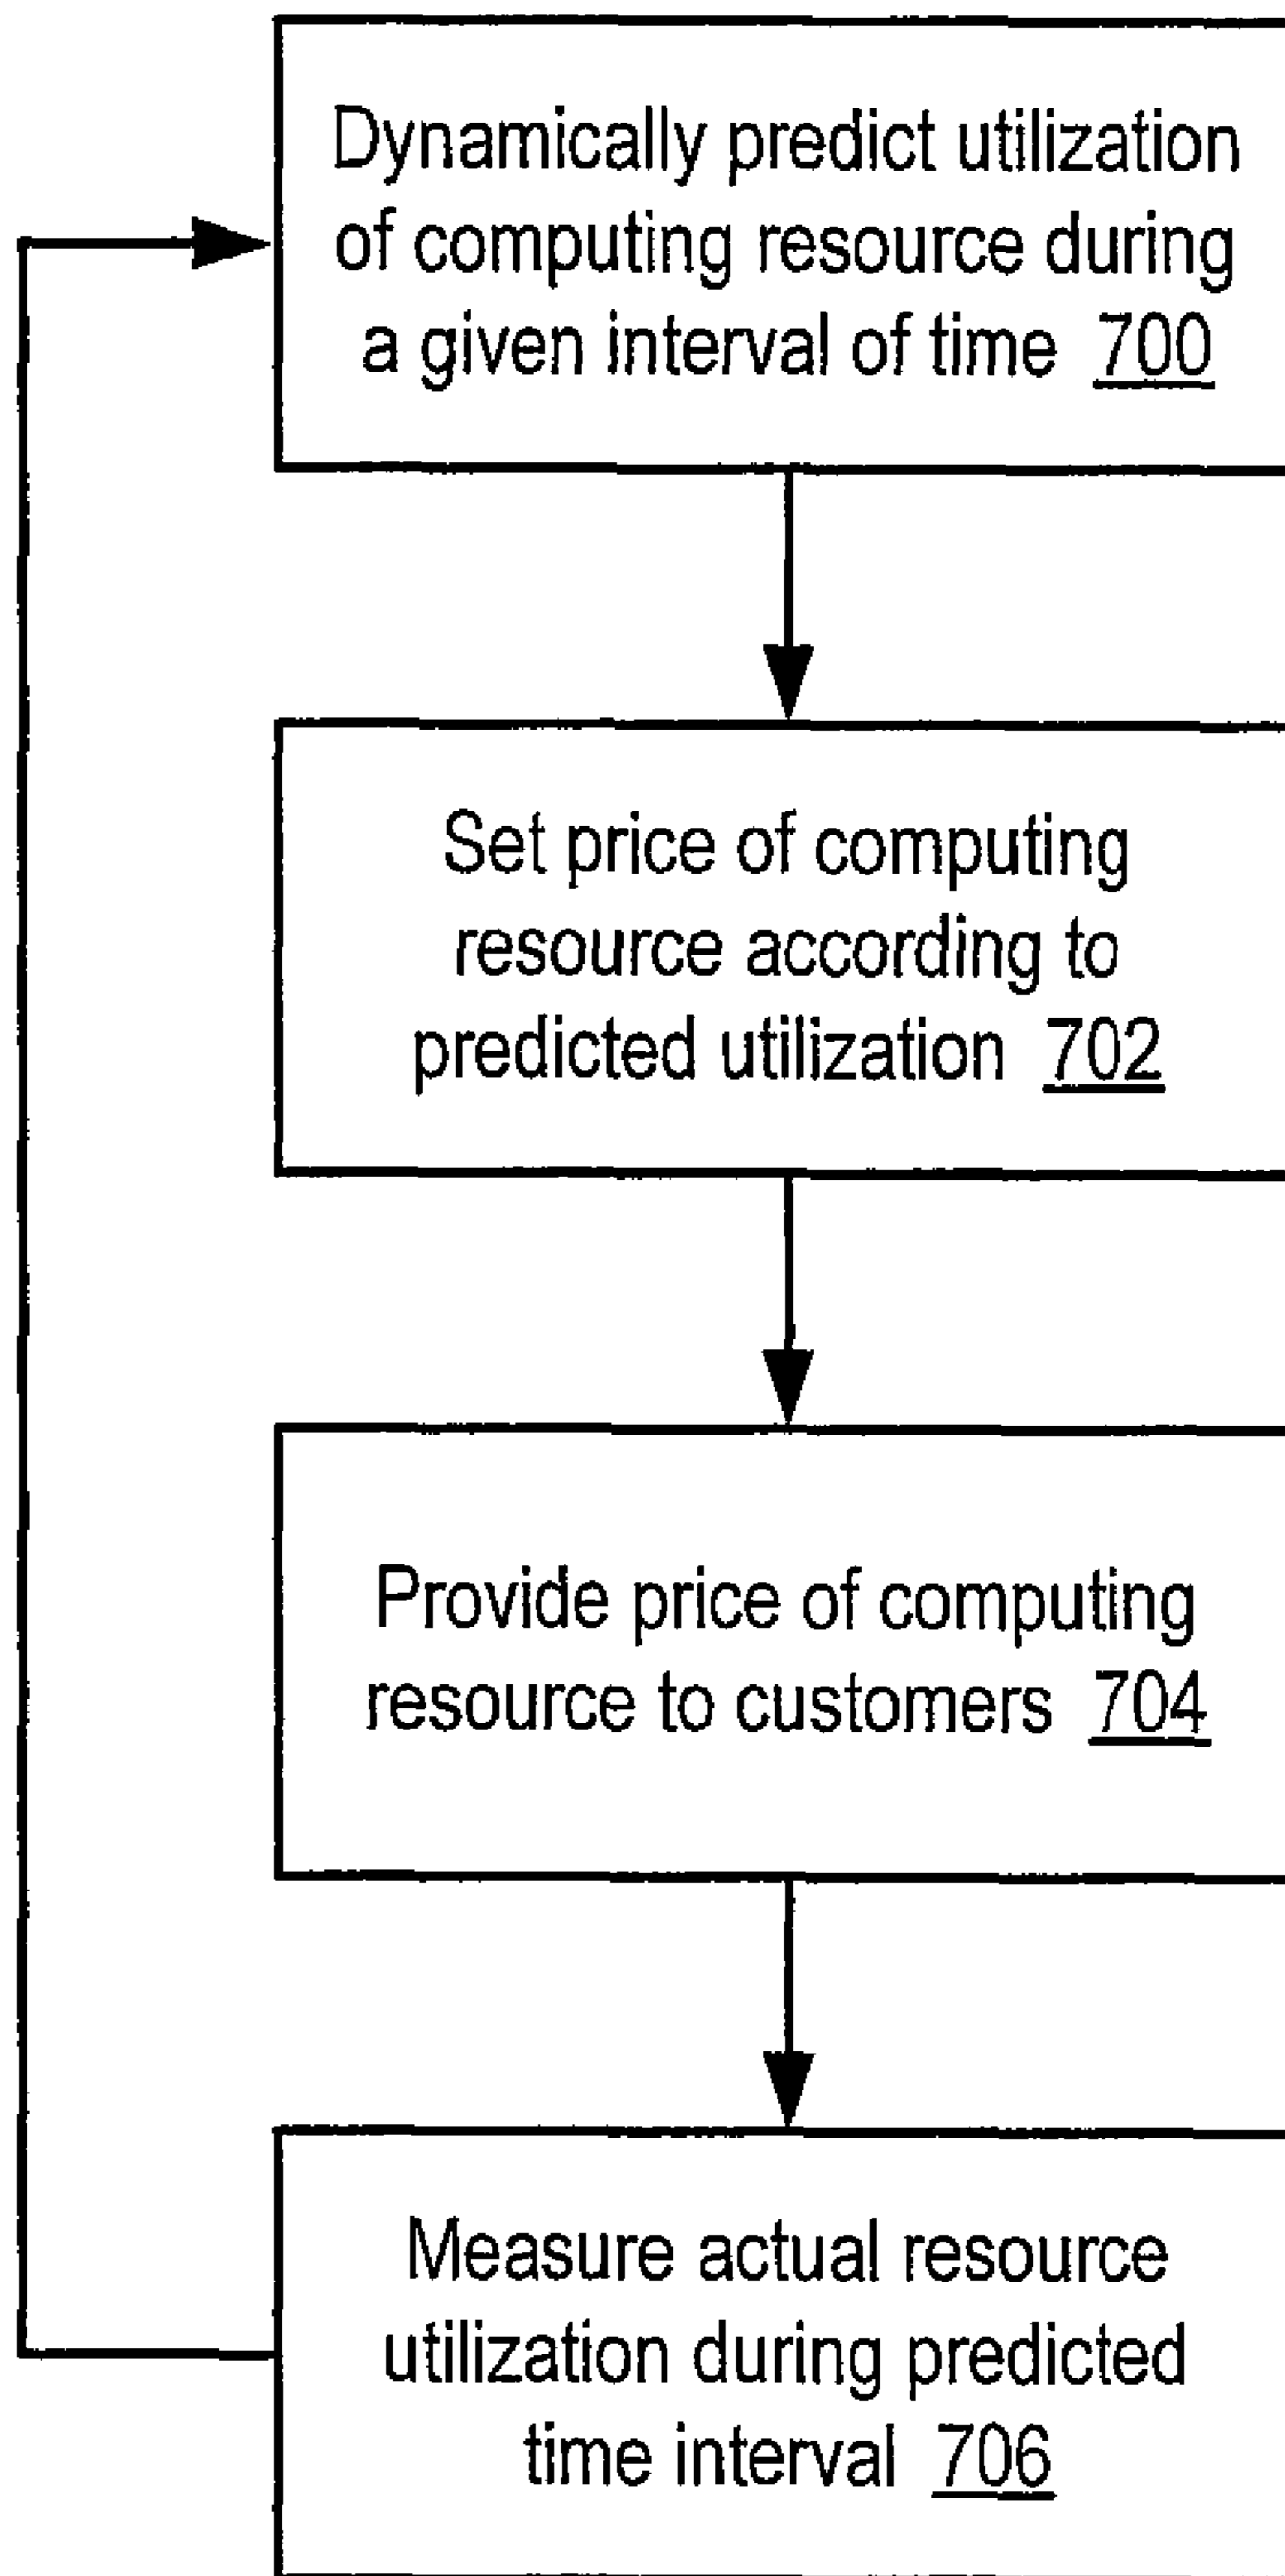 Dynamically predict utilization
of computing resource during
a given interval of time 700
Set price of computing
resource according to
predicted utilization 702
Provide price of computing
resource to customers 704
Measure actual resource
utilization during predicted
time interval 706